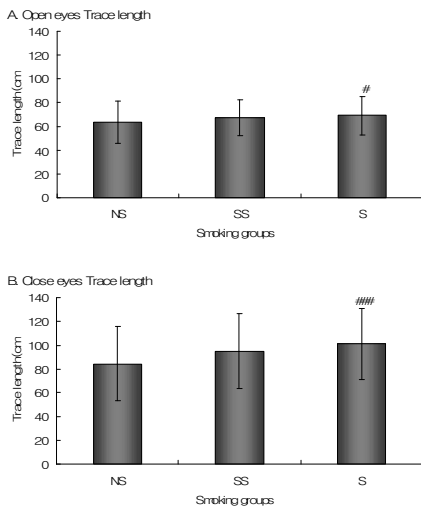 A. Open eyes Trace length
140
120
100
80
60
40
20
0
Trace length(cm
#
NS SS S
Smoking groups
B. Close eyes Trace length
140
120
100
80
60
40
20
0
Trace length(cm
###
NS SS S
Smoking groups